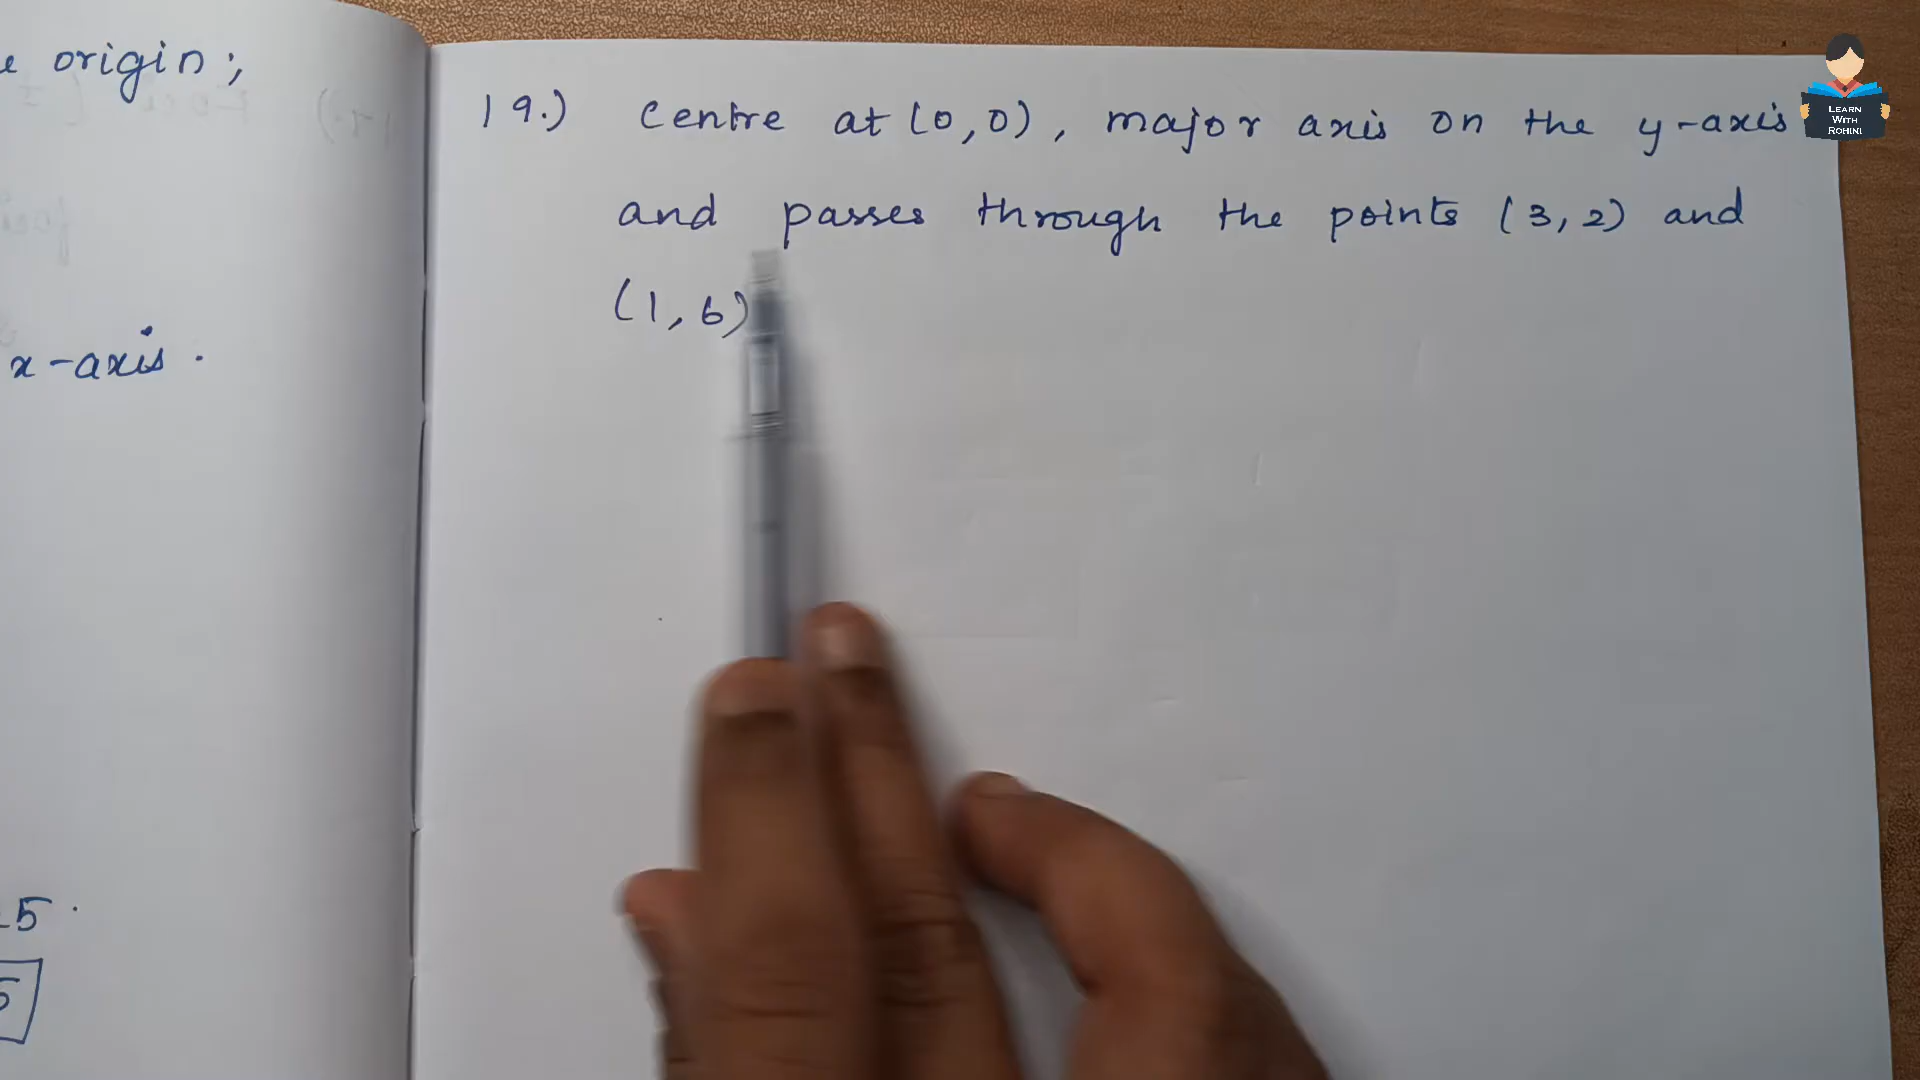 e origin;
x-axis.
5.
5
19.) Centre at (0,0), major axis on the y-axis
and passes through the points (3,2) and
(1,6)
LEARN
WITH
ROHINI